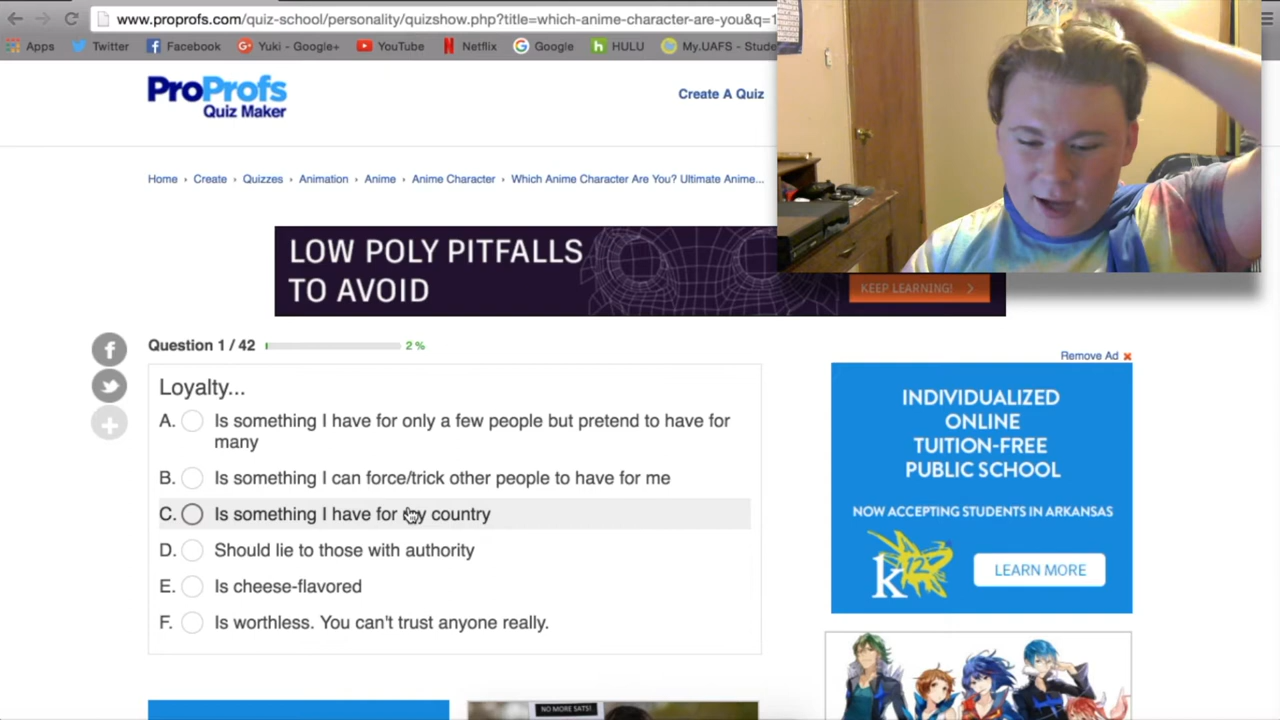 www.proprofs.com/quiz-school/personality/quizshow.php?title=which-anime-character-are-you&q=1
Apps Twitter Facebook Yuki - Google+ YouTube Netflix Google HULU My.UAFS - Stude
ProProfs
Quiz Maker
Create A Quiz
Home › Create › Quizzes › Animation › Anime › Anime Character › Which Anime Character Are You? Ultimate Anime...
LOW POLY PITFALLS
TO AVOID
KEEP LEARNING!
Question 1 / 42 2 %
Loyalty...
A. Is something I have for only a few people but pretend to have for
many
B. Is something I can force/trick other people to have for me
C. Is something I have for my country
D. Should lie to those with authority
E. Is cheese-flavored
F. Is worthless. You can't trust anyone really.
Remove Ad x
INDIVIDUALIZED
ONLINE
TUITION-FREE
PUBLIC SCHOOL
NOW ACCEPTING STUDENTS IN ARKANSAS
k12
LEARN MORE
NO MORE SATS!